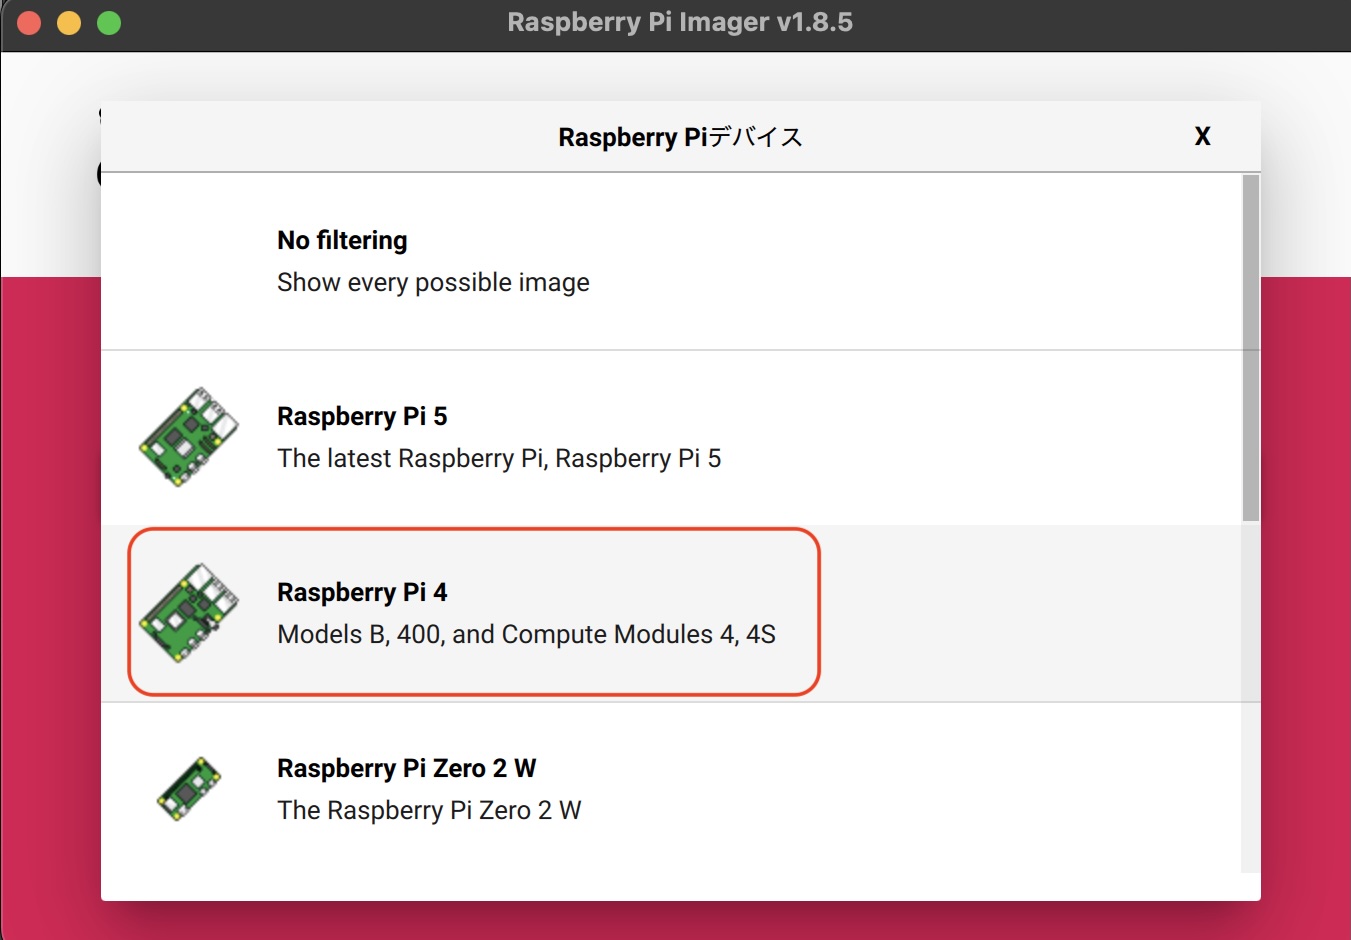 Raspberry Pi Imager v1.8.5
Raspberry Piデバイス
X
No filtering
Show every possible image
Raspberry Pi 5
The latest Raspberry Pi, Raspberry Pi 5
Raspberry Pi 4
Models B, 400, and Compute Modules 4, 4S
Raspberry Pi Zero 2 W
The Raspberry Pi Zero 2 W